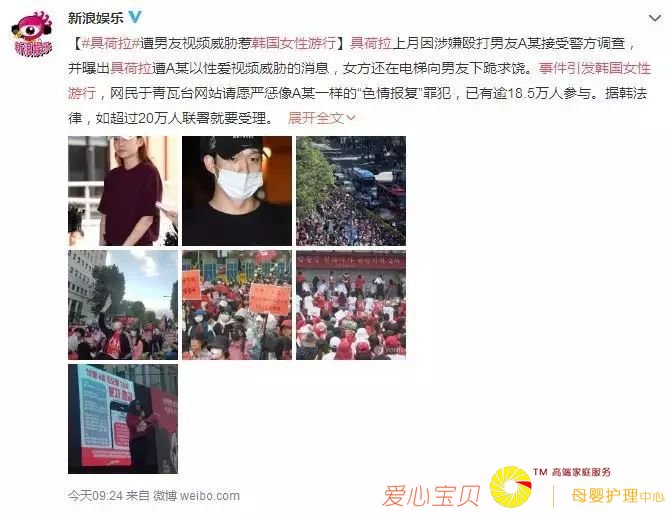 新浪娱乐
【#具荷拉#遭男友视频威胁惹韩国女性游行】具荷拉上月因涉嫌殴打男友A某接受警方调查，
并曝出具荷拉遭A某以性爱视频威胁的消息，女方还在电梯向男友下跪求饶。事件引发韩国女性
游行，网民于青瓦台网站请愿严惩像A某一样的“色情报复”罪犯，已有逾18.5万人参与。据韩法
律，如超过20万人联署就要受理。 展开全文
今天09:24 来自 微博 weibo.com
爱心宝贝
TM 高端家庭服务
母婴护理中心